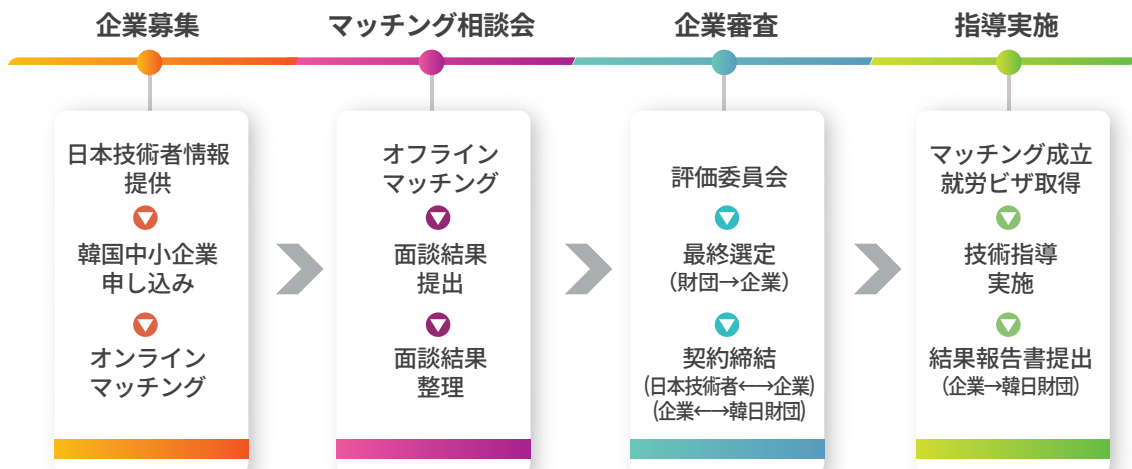 企業募集
マッチング相談会
企業審査
指導実施
日本技術者情報
提供
韓国中小企業
申し込み
オンライン
マッチング
オフライン
マッチング
面談結果
提出
面談結果
整理
評価委員会
最終選定
（財団→企業）
契約締結
(日本技術者←→企業)
(企業←→韓日財団)
マッチング成立
就労ビザ取得
技術指導
実施
結果報告書提出
（企業→韓日財団）